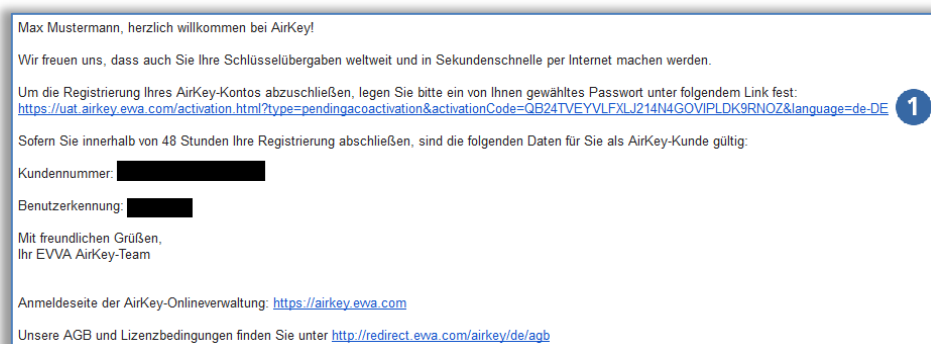 Max Mustermann, herzlich willkommen bei AirKey!
Wir freuen uns, dass auch Sie Ihre Schlüsselübergaben weltweit und in Sekundenschnelle per Internet machen werden.
Um die Registrierung Ihres AirKey-Kontos abzuschließen, legen Sie bitte ein von Ihnen gewähltes Passwort unter folgendem Link fest:
https://uat.airkey.evva.com/activation.html?type=pendingacoactivation&activationCode=QB24TVEYVLFXLJ214N4GOVIPLDK9RNOZ&language=de-DE 1
Sofern Sie innerhalb von 48 Stunden Ihre Registrierung abschließen, sind die folgenden Daten für Sie als AirKey-Kunde gültig:
Kundennummer:
Benutzerkennung:
Mit freundlichen Grüßen,
Ihr EVVA AirKey-Team
Anmeldeseite der AirKey-Onlineverwaltung: https://airkey.evva.com
Unsere AGB und Lizenzbedingungen finden Sie unter http://redirect.evva.com/airkey/de/agb